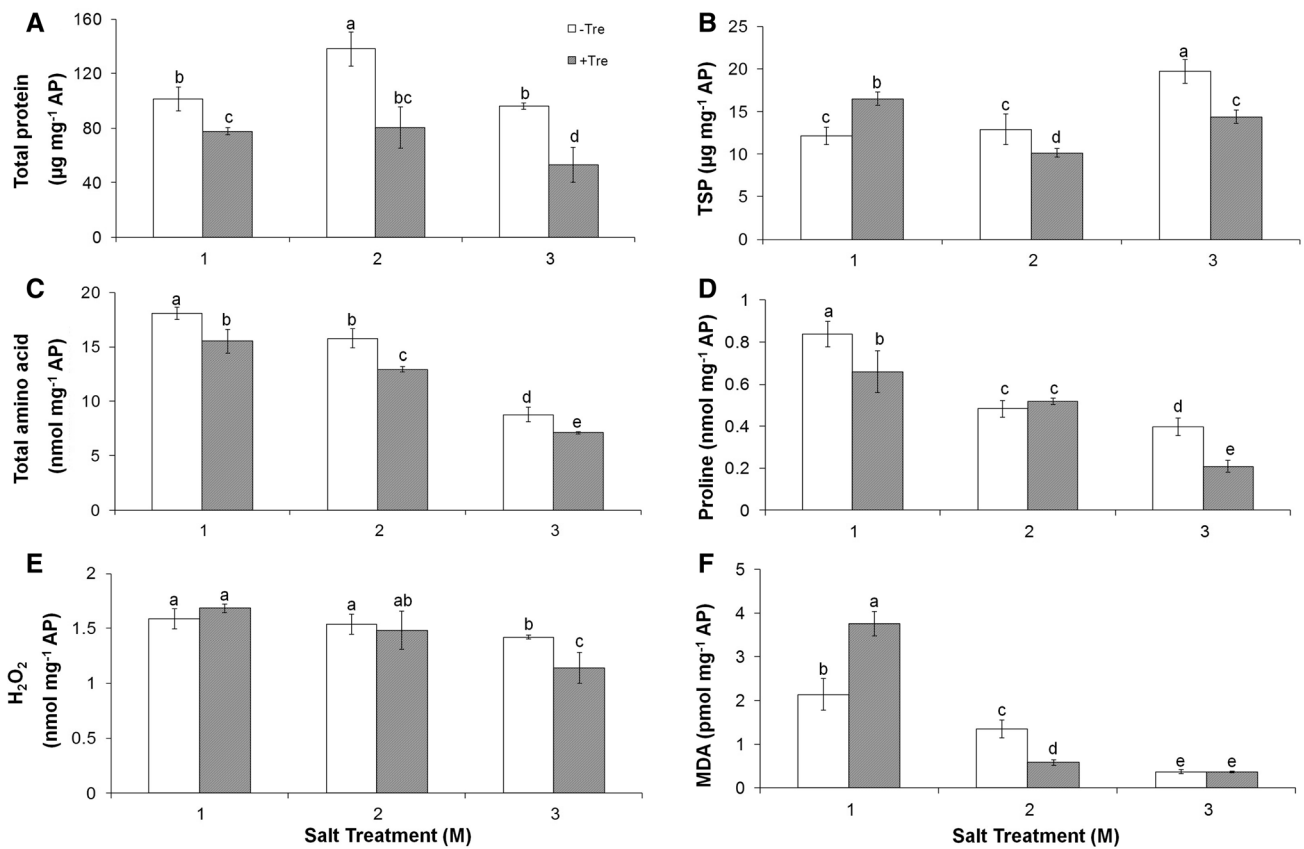 A
Total protein
(µg mg⁻¹ AP)
160
120
80
40
0
b
c
a
bc
b
d
-Tre
+Tre
1
2
3
B
TSP (µg mg⁻¹ AP)
25
20
15
10
5
0
c
b
c
d
a
c
1
2
3
C
Total amino acid
(nmol mg⁻¹ AP)
20
15
10
5
0
a
b
b
c
d
e
1
2
3
D
Proline (nmol mg⁻¹ AP)
1
0.8
0.6
0.4
0.2
0
a
b
c
c
d
e
1
2
3
E
H₂O₂
(nmol mg⁻¹ AP)
2
1.5
1
0.5
0
a
a
a
ab
b
c
1
2
3
Salt Treatment (M)
F
MDA (pmol mg⁻¹ AP)
5
4
3
2
1
0
b
a
c
d
e
e
1
2
3
Salt Treatment (M)